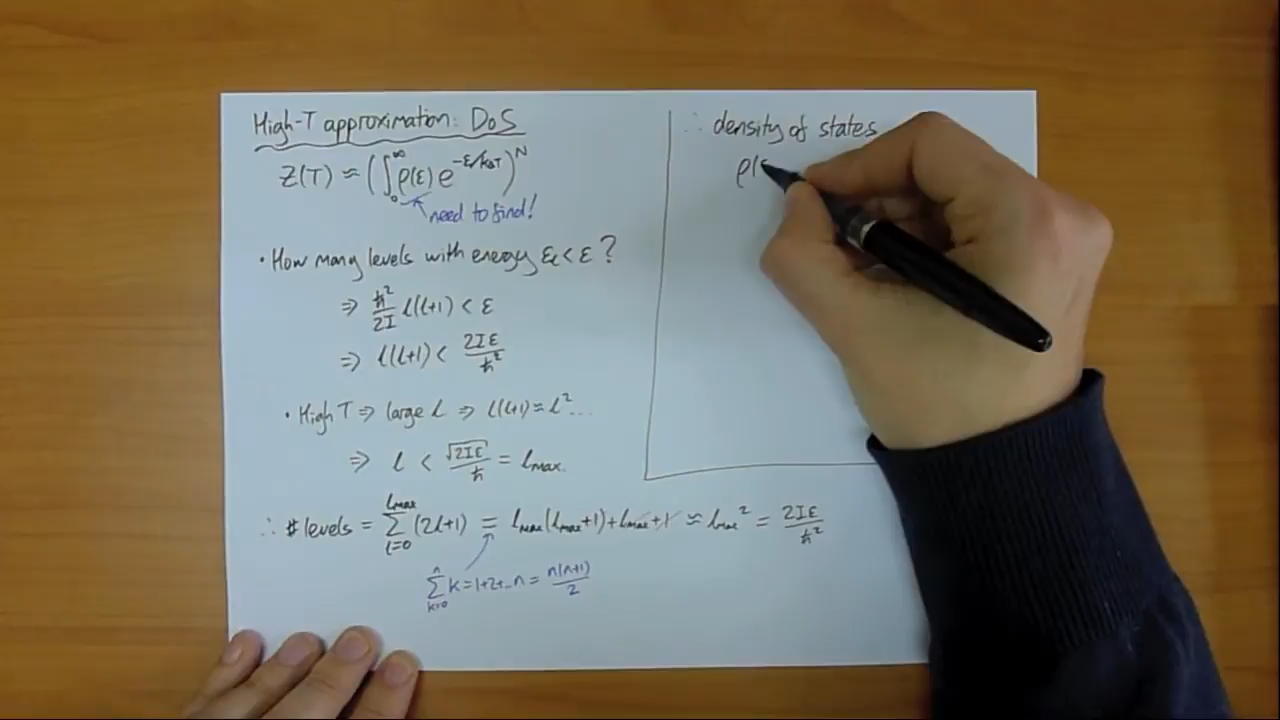 High-T approximation: DoS
Z(T) ≈ (∫₀^∞ ρ(ε) e^{-ε/k_BT})^N
need to find!
• How many levels with energy ε_ℓ < ε ?
⇒ ħ²/2I ℓ(ℓ+1) < ε
⇒ ℓ(ℓ+1) < 2Iε/ħ²
• High T ⇒ large ℓ ⇒ ℓ(ℓ+1) ≈ ℓ² ...
⇒ ℓ < √(2Iε)/ħ = ℓ_max.
∴ # levels = ∑_{ℓ=0}^{ℓ_max} (2ℓ+1) = ℓ_max(ℓ_max+1) + ℓ_max + 1 ≈ ℓ_max² = 2Iε/ħ²
∑_{k=0}^{n} k = 1+2+...n = n(n+1)/2
∴ density of states
ρ(ε